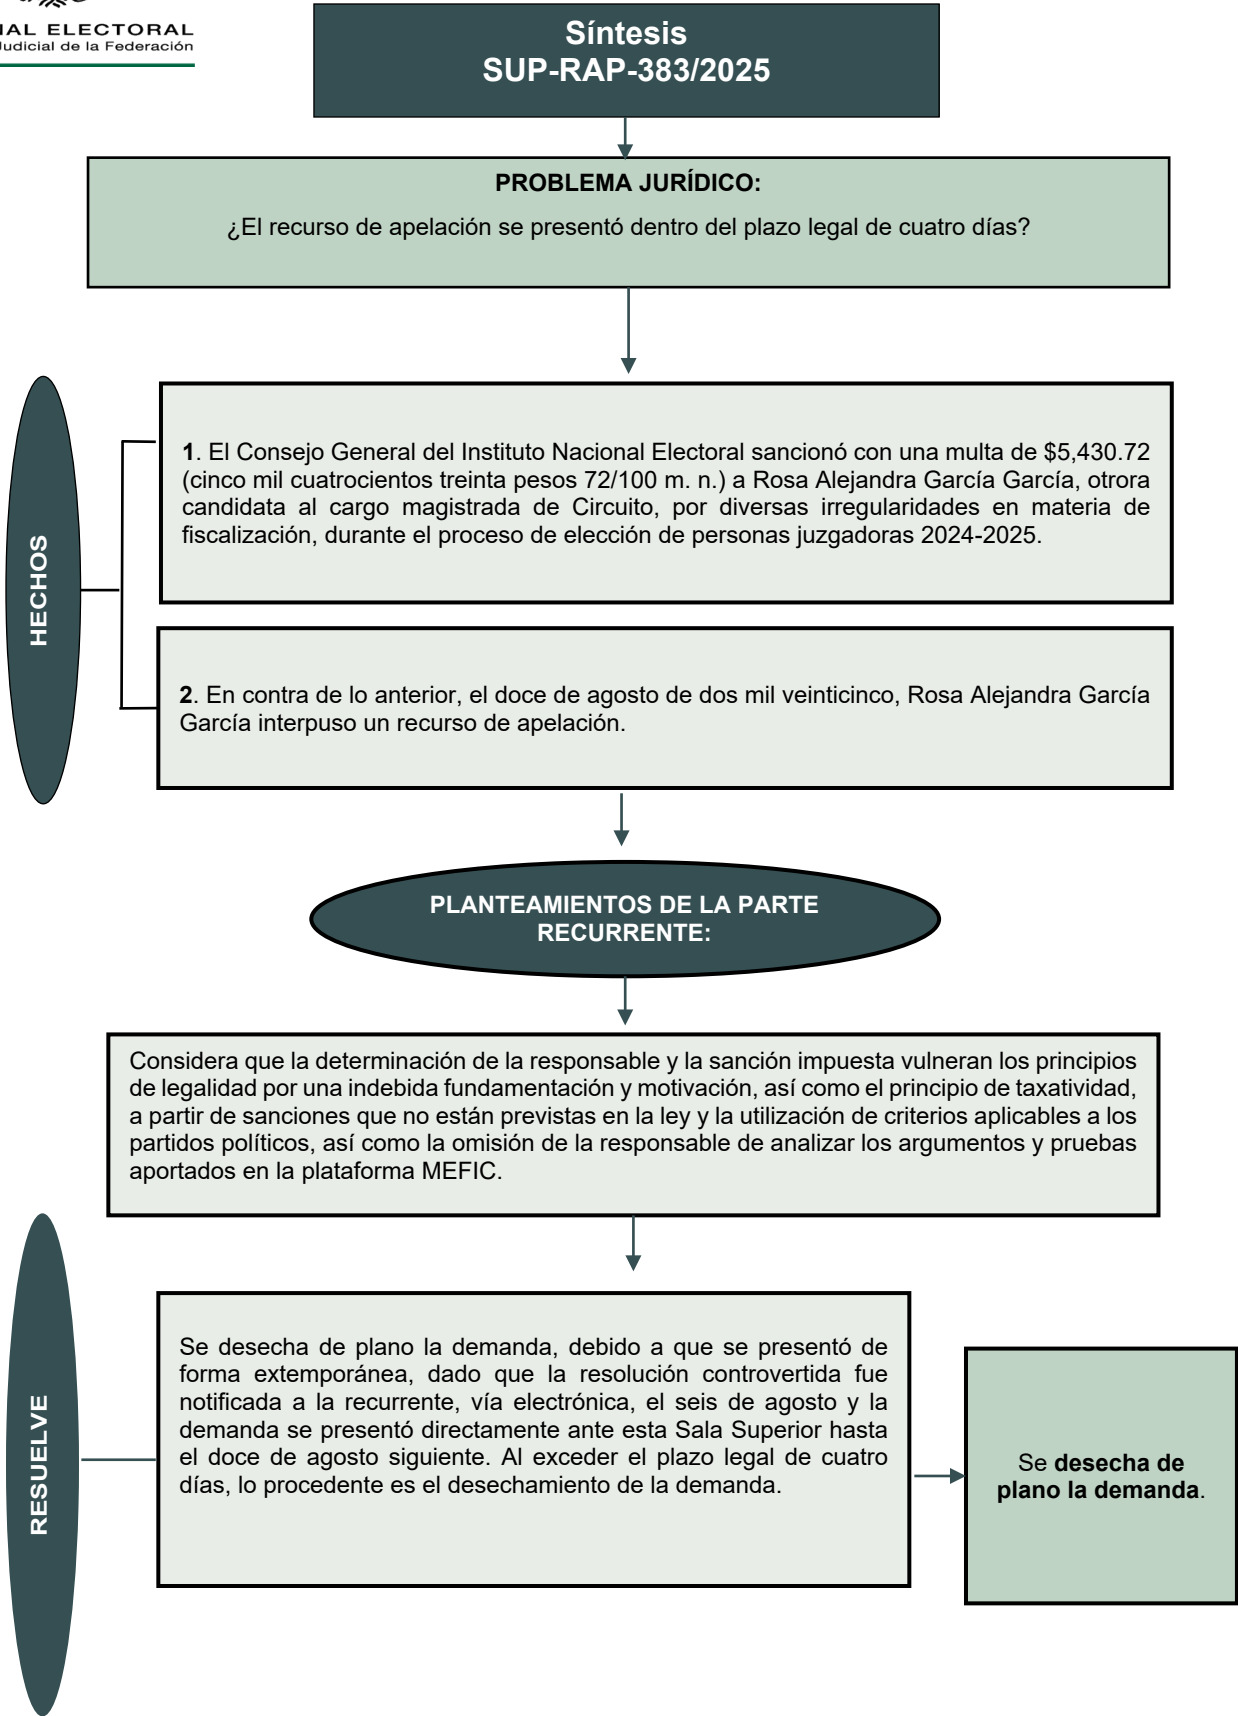 ELECTORAL
Judicial de la Federación
Síntesis
SUP-RAP-383/2025
PROBLEMA JURÍDICO:
¿El recurso de apelación se presentó dentro del plazo legal de cuatro días?
HECHOS
1. El Consejo General del Instituto Nacional Electoral sancionó con una multa de $5,430.72
(cinco mil cuatrocientos treinta pesos 72/100 m. n.) a Rosa Alejandra García García, otrora
candidata al cargo magistrada de Circuito, por diversas irregularidades en materia de
fiscalización, durante el proceso de elección de personas juzgadoras 2024-2025.
2. En contra de lo anterior, el doce de agosto de dos mil veinticinco, Rosa Alejandra García
García interpuso un recurso de apelación.
PLANTEAMIENTOS DE LA PARTE
RECURRENTE:
Considera que la determinación de la responsable y la sanción impuesta vulneran los principios
de legalidad por una indebida fundamentación y motivación, así como el principio de taxatividad,
a partir de sanciones que no están previstas en la ley y la utilización de criterios aplicables a los
partidos políticos, así como la omisión de la responsable de analizar los argumentos y pruebas
aportados en la plataforma MEFIC.
RESUELVE
Se desecha de plano la demanda, debido a que se presentó de
forma extemporánea, dado que la resolución controvertida fue
notificada a la recurrente, vía electrónica, el seis de agosto y la
demanda se presentó directamente ante esta Sala Superior hasta
el doce de agosto siguiente. Al exceder el plazo legal de cuatro
días, lo procedente es el desechamiento de la demanda.
Se desecha de
plano la demanda.